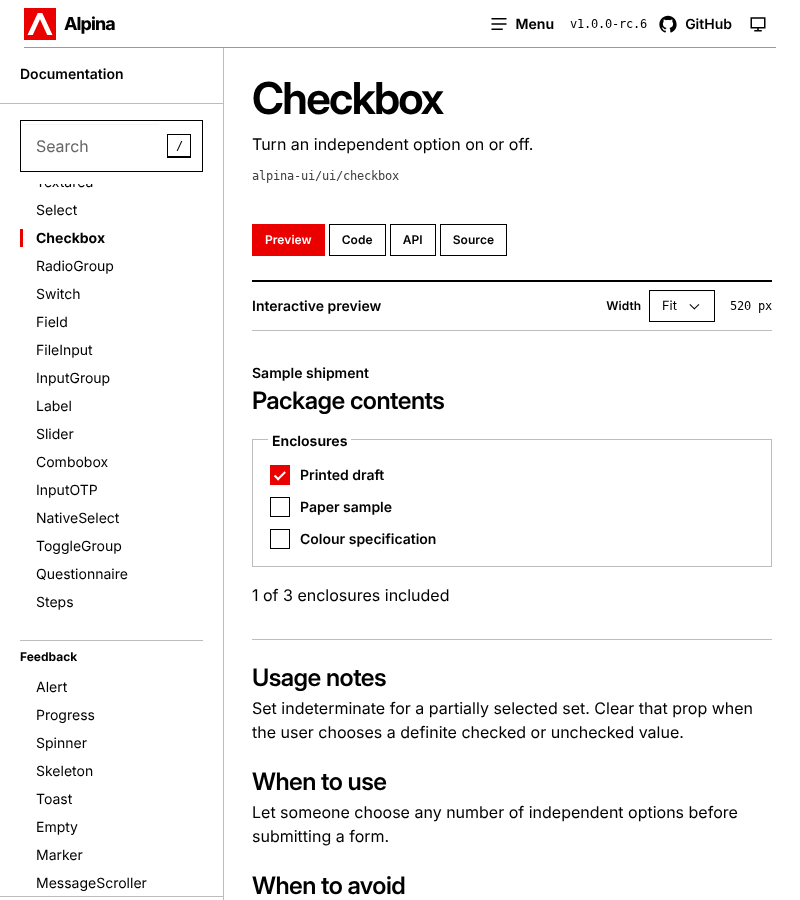 Alpina
Menu
v1.0.0-rc.6
GitHub
Documentation
Search
/
Textarea
Select
Checkbox
RadioGroup
Switch
Field
FileInput
InputGroup
Label
Slider
Combobox
InputOTP
NativeSelect
ToggleGroup
Questionnaire
Steps
Feedback
Alert
Progress
Spinner
Skeleton
Toast
Empty
Marker
MessageScroller
Checkbox
Turn an independent option on or off.
alpina-ui/ui/checkbox
Preview
Code
API
Source
Interactive preview
Width
Fit
520 px
Sample shipment
Package contents
Enclosures
Printed draft
Paper sample
Colour specification
1 of 3 enclosures included
Usage notes
Set indeterminate for a partially selected set. Clear that prop when
the user chooses a definite checked or unchecked value.
When to use
Let someone choose any number of independent options before
submitting a form.
When to avoid